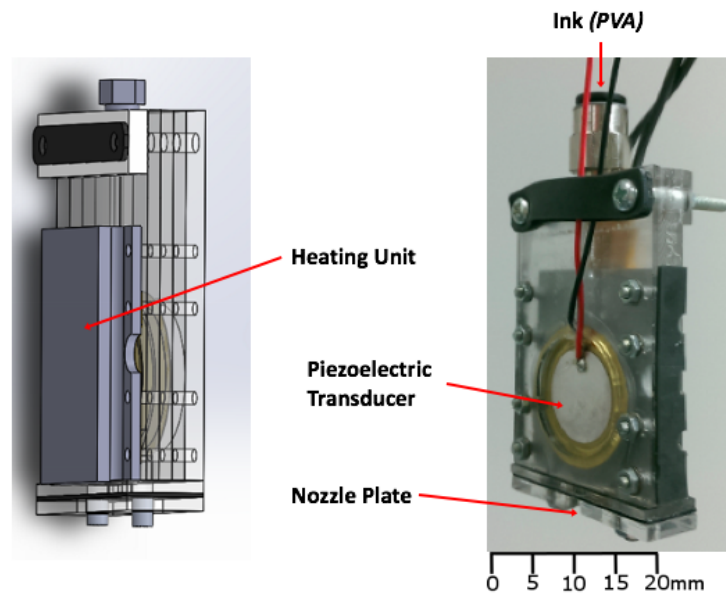 Ink (PVA)
Heating Unit
Piezoelectric
Transducer
Nozzle Plate
0 5 10 15 20mm